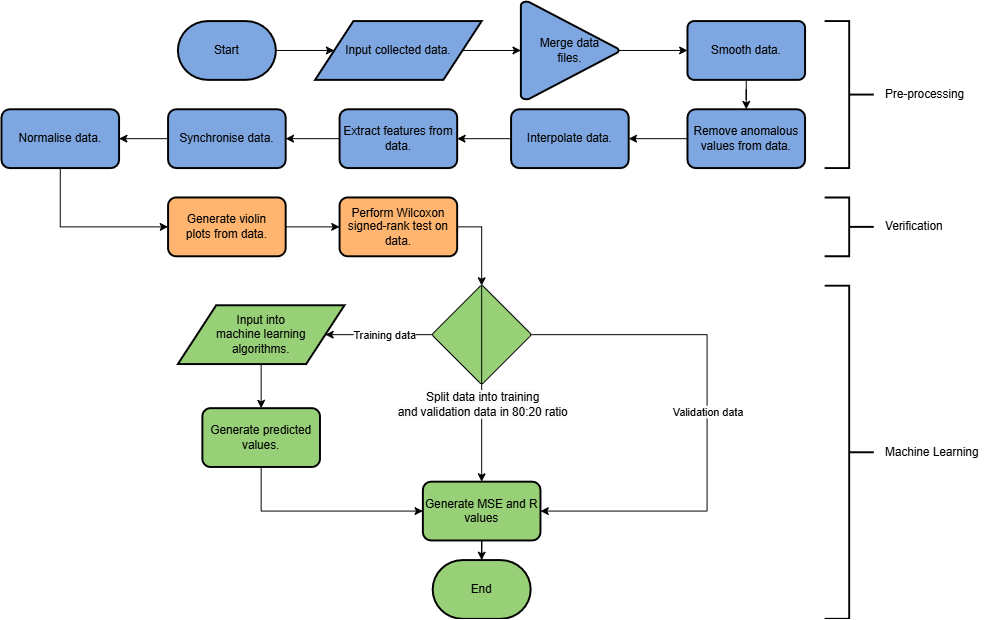 Start
Input collected data.
Merge data
files.
Smooth data.
Pre-processing
Normalise data.
Synchronise data.
Extract features from
data.
Interpolate data.
Remove anomalous
values from data.
Generate violin
plots from data.
Perform Wilcoxon
signed-rank test on
data.
Verification
Input into
machine learning
algorithms.
Training data
Split data into training
and validation data in 80:20 ratio
Validation data
Generate predicted
values.
Machine Learning
Generate MSE and R
values
End